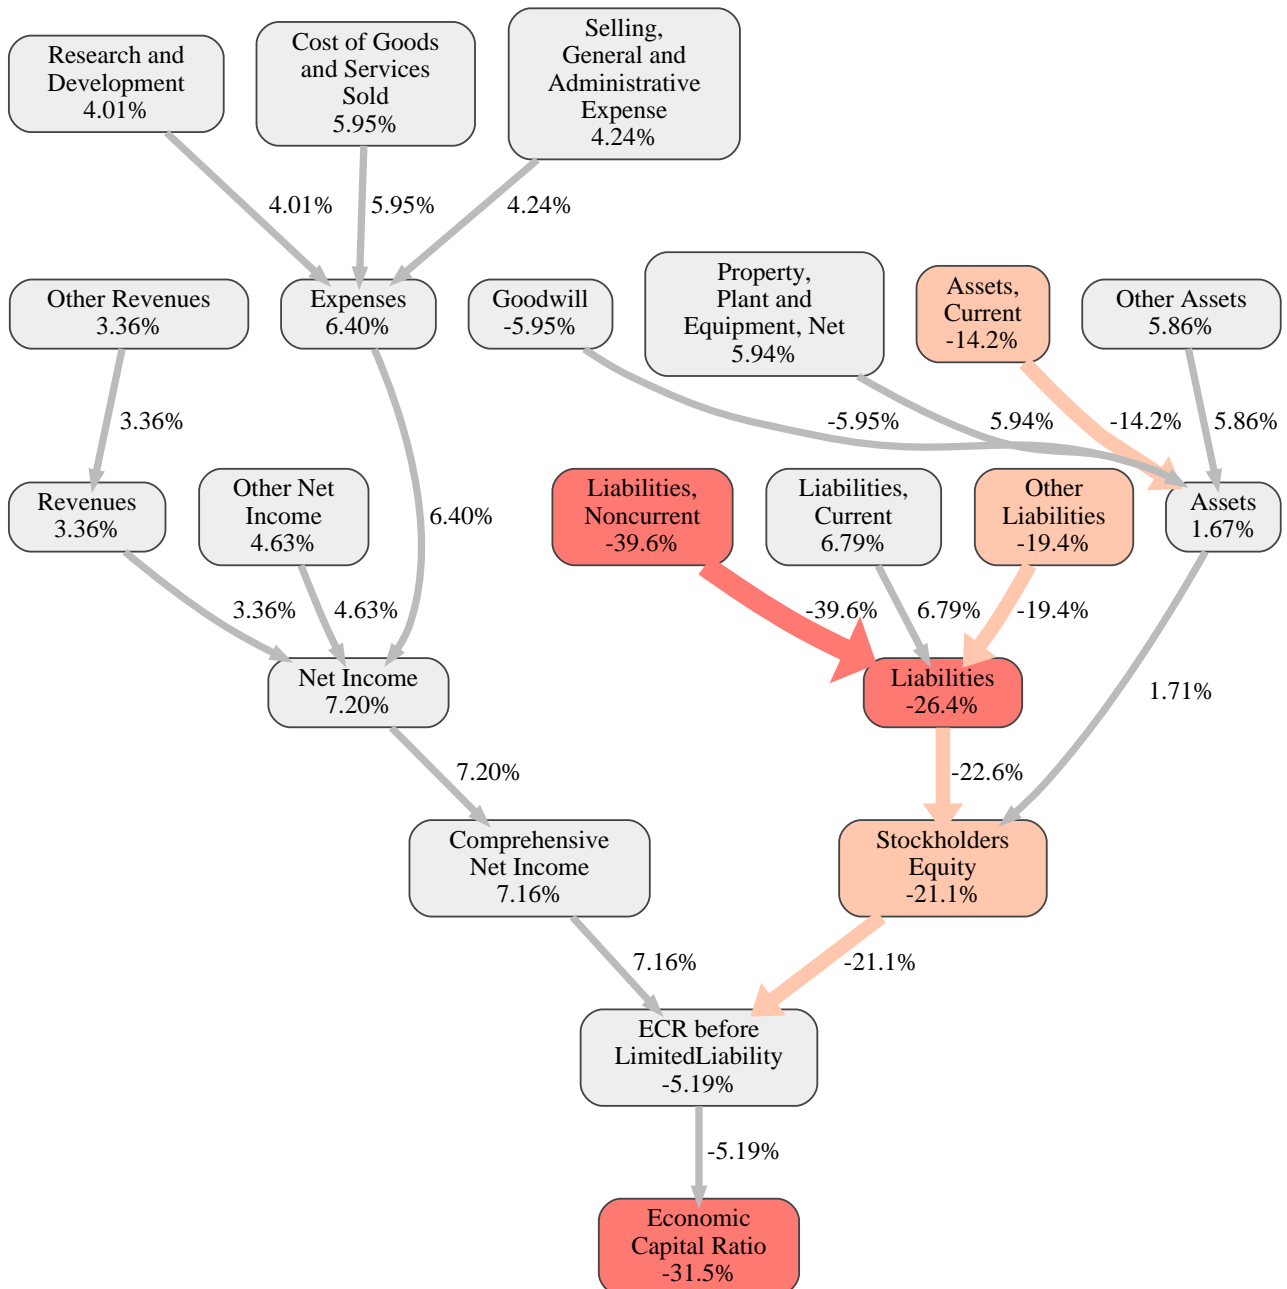 Research and
Development
4.01%
Cost of Goods
and Services
Sold
5.95%
Selling,
General and
Administrative
Expense
4.24%
4.01%
5.95%
4.24%
Other Revenues
3.36%
Expenses
6.40%
Goodwill
-5.95%
Property,
Plant and
Equipment, Net
5.94%
Assets,
Current
-14.2%
Other Assets
5.86%
3.36%
-5.95%
5.94%
-14.2%
5.86%
Revenues
3.36%
Other Net
Income
4.63%
6.40%
Liabilities,
Noncurrent
-39.6%
Liabilities,
Current
6.79%
Other
Liabilities
-19.4%
Assets
1.67%
3.36%
4.63%
-39.6%
6.79%
-19.4%
Net Income
7.20%
Liabilities
-26.4%
1.71%
7.20%
-22.6%
Comprehensive
Net Income
7.16%
Stockholders
Equity
-21.1%
7.16%
-21.1%
ECR before
LimitedLiability
-5.19%
-5.19%
Economic
Capital Ratio
-31.5%